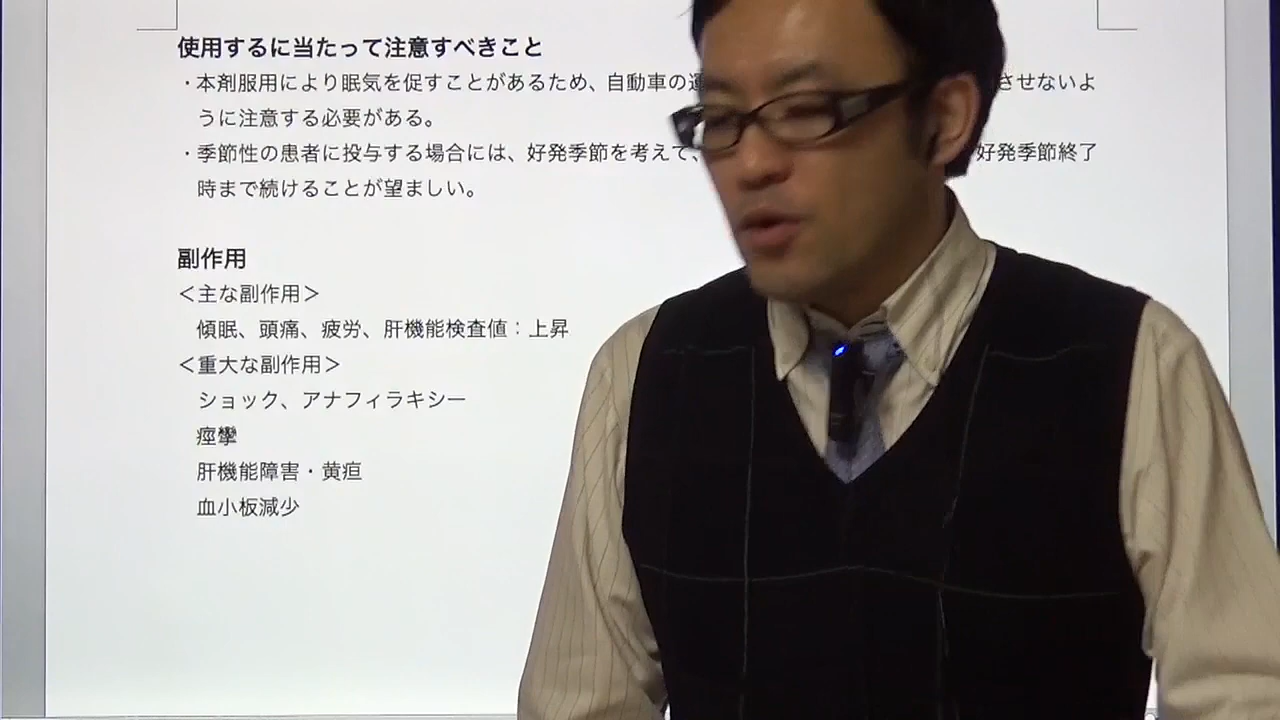 使用するに当たって注意すべきこと
・本剤服用により眠気を促すことがあるため、自動車の運 させないよ
うに注意する必要がある。
・季節性の患者に投与する場合には、好発季節を考えて、 好発季節終了
時まで続けることが望ましい。
副作用
＜主な副作用＞
傾眠、頭痛、疲労、肝機能検査値：上昇
＜重大な副作用＞
ショック、アナフィラキシー
痙攣
肝機能障害・黄疸
血小板減少